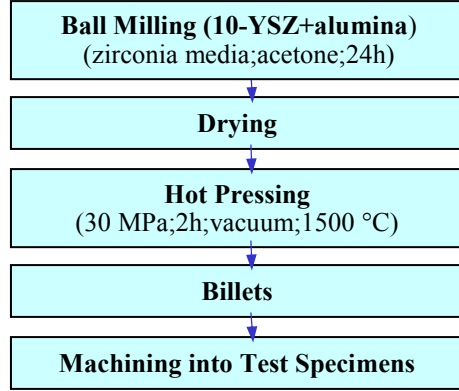 Ball Milling (10-YSZ+alumina)
(zirconia media;acetone;24h)
Drying
Hot Pressing
(30 MPa;2h;vacuum;1500 °C)
Billets
Machining into Test Specimens